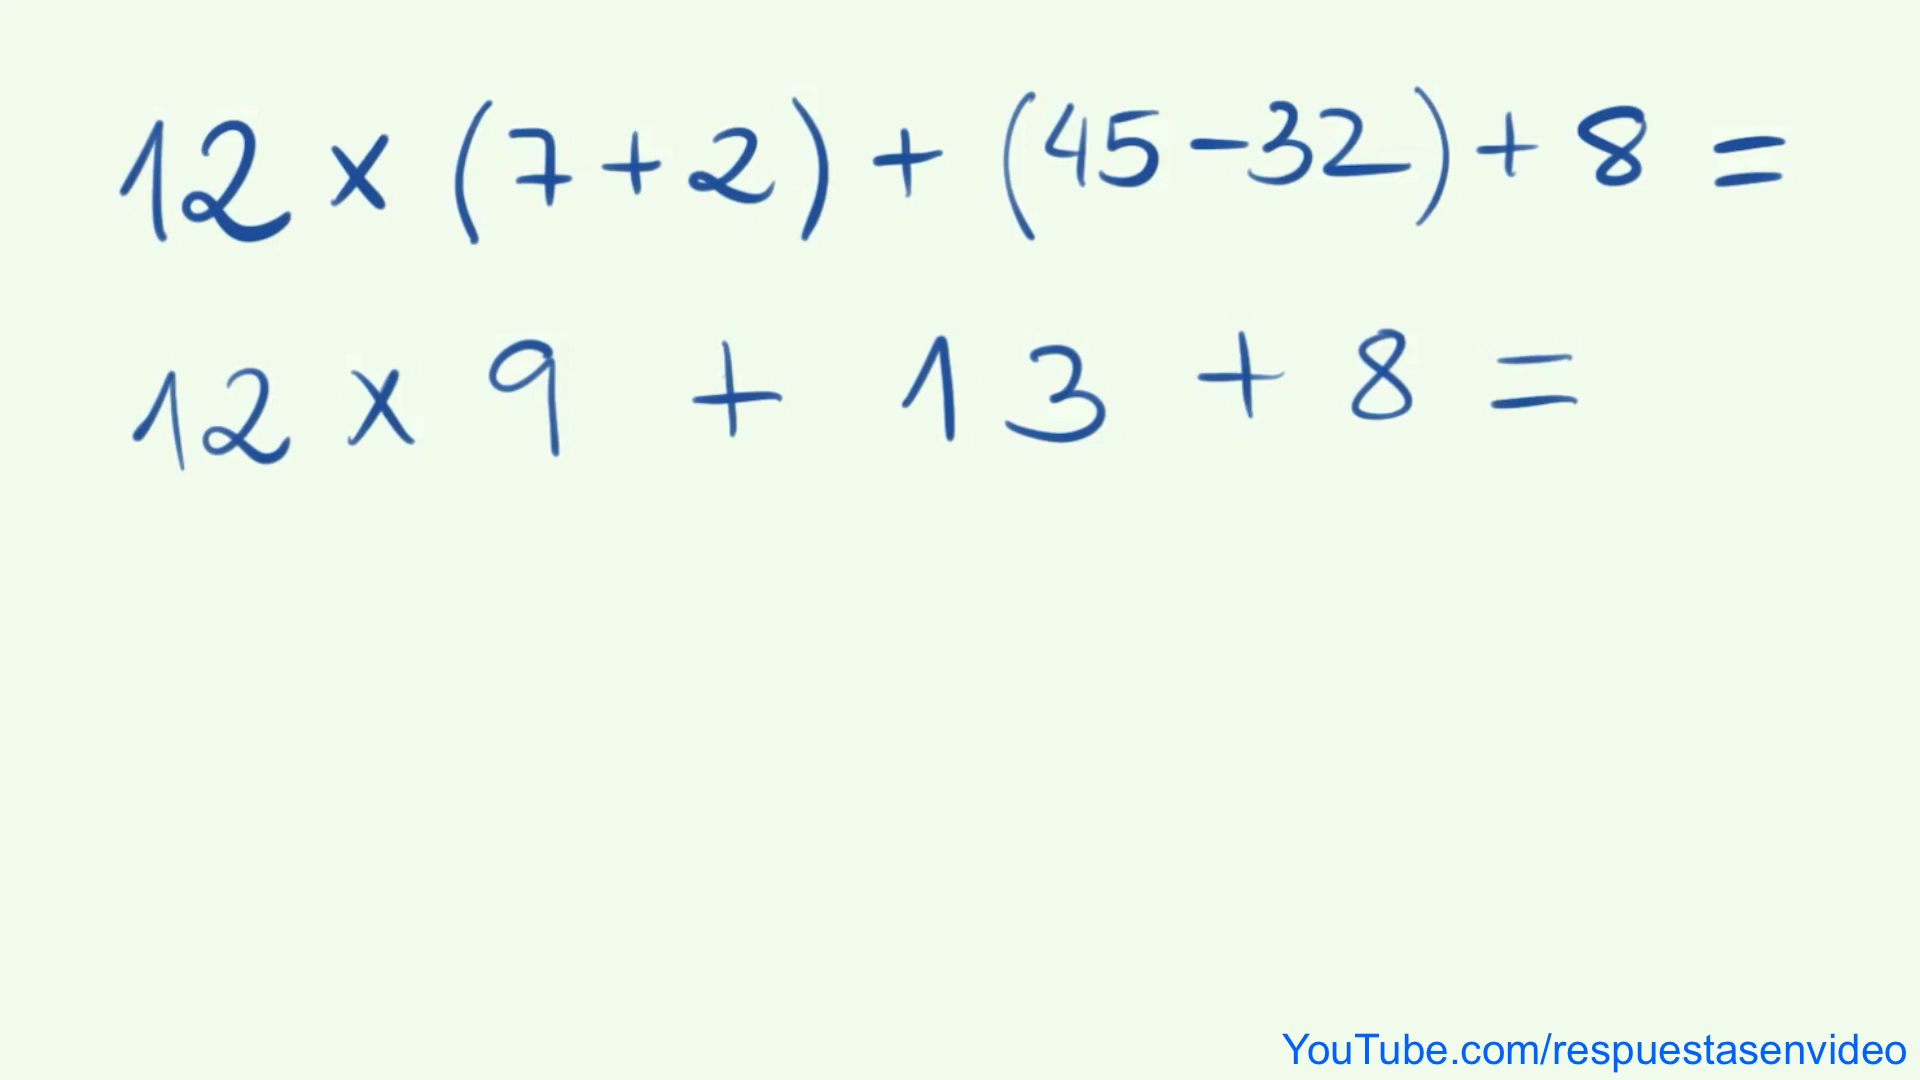 12 × (7 + 2) + (45 - 32) + 8 =
12 × 9 + 13 + 8 =
YouTube.com/respuestasenvideo